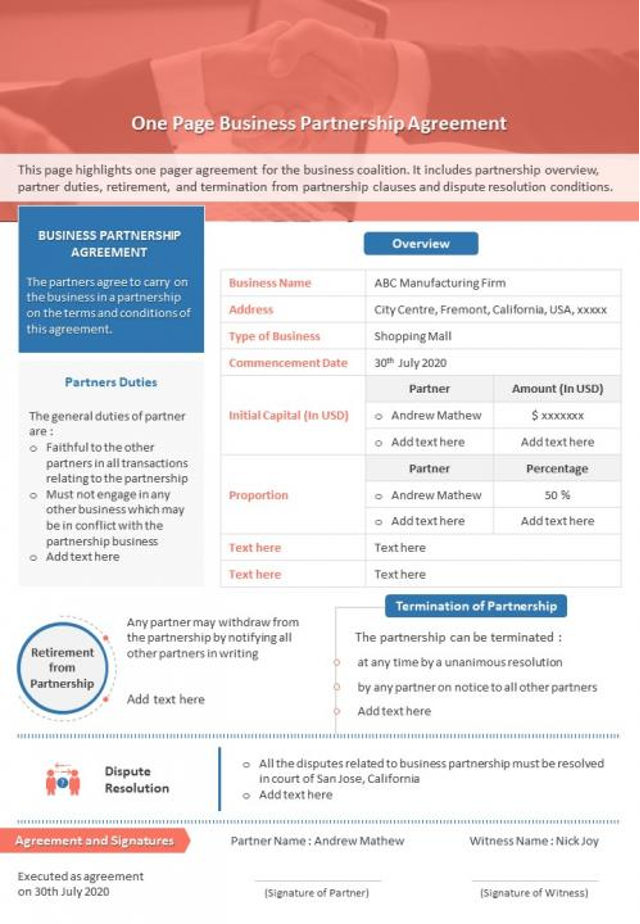 One Page Business Partnership Agreement
This page highlights one pager agreement for the business coalition. It includes partnership overview,
partner duties, retirement, and termination from partnership clauses and dispute resolution conditions.
BUSINESS PARTNERSHIP
AGREEMENT
The partners agree to carry on
the business in a partnership
on the terms and conditions of
this agreement.
Partners Duties
The general duties of partner
are :
o Faithful to the other
partners in all transactions
relating to the partnership
o Must not engage in any
other business which may
be in conflict with the
partnership business
o Add text here
Overview
Business Name ABC Manufacturing Firm
Address City Centre, Fremont, California, USA, xxxxx
Type of Business Shopping Mall
Commencement Date 30th July 2020
Partner Amount (In USD)
Initial Capital (In USD) o Andrew Mathew $ xxxxxxx
o Add text here Add text here
Partner Percentage
Proportion o Andrew Mathew 50 %
o Add text here Add text here
Text here Text here
Text here Text here
Retirement
from
Partnership
Any partner may withdraw from
the partnership by notifying all
other partners in writing
Add text here
Termination of Partnership
The partnership can be terminated :
at any time by a unanimous resolution
by any partner on notice to all other partners
Add text here
Dispute
Resolution
o All the disputes related to business partnership must be resolved
in court of San Jose, California
o Add text here
Agreement and Signatures
Partner Name : Andrew Mathew Witness Name : Nick Joy
Executed as agreement
on 30th July 2020
(Signature of Partner) (Signature of Witness)